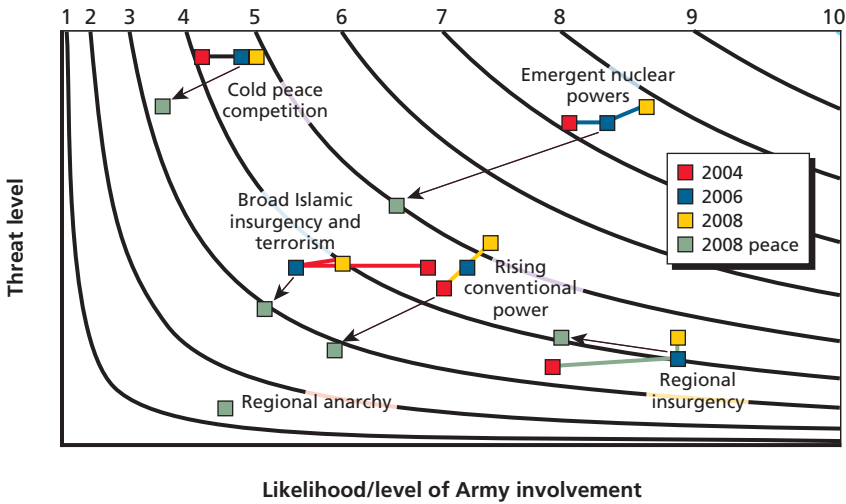 1 2 3 4 5 6 7 8 9 10
Cold peace
competition
Emergent nuclear
powers
2004
2006
2008
2008 peace
Threat level
Broad Islamic
insurgency and
terrorism
Rising
conventional
power
Regional
insurgency
Regional anarchy
Likelihood/level of Army involvement